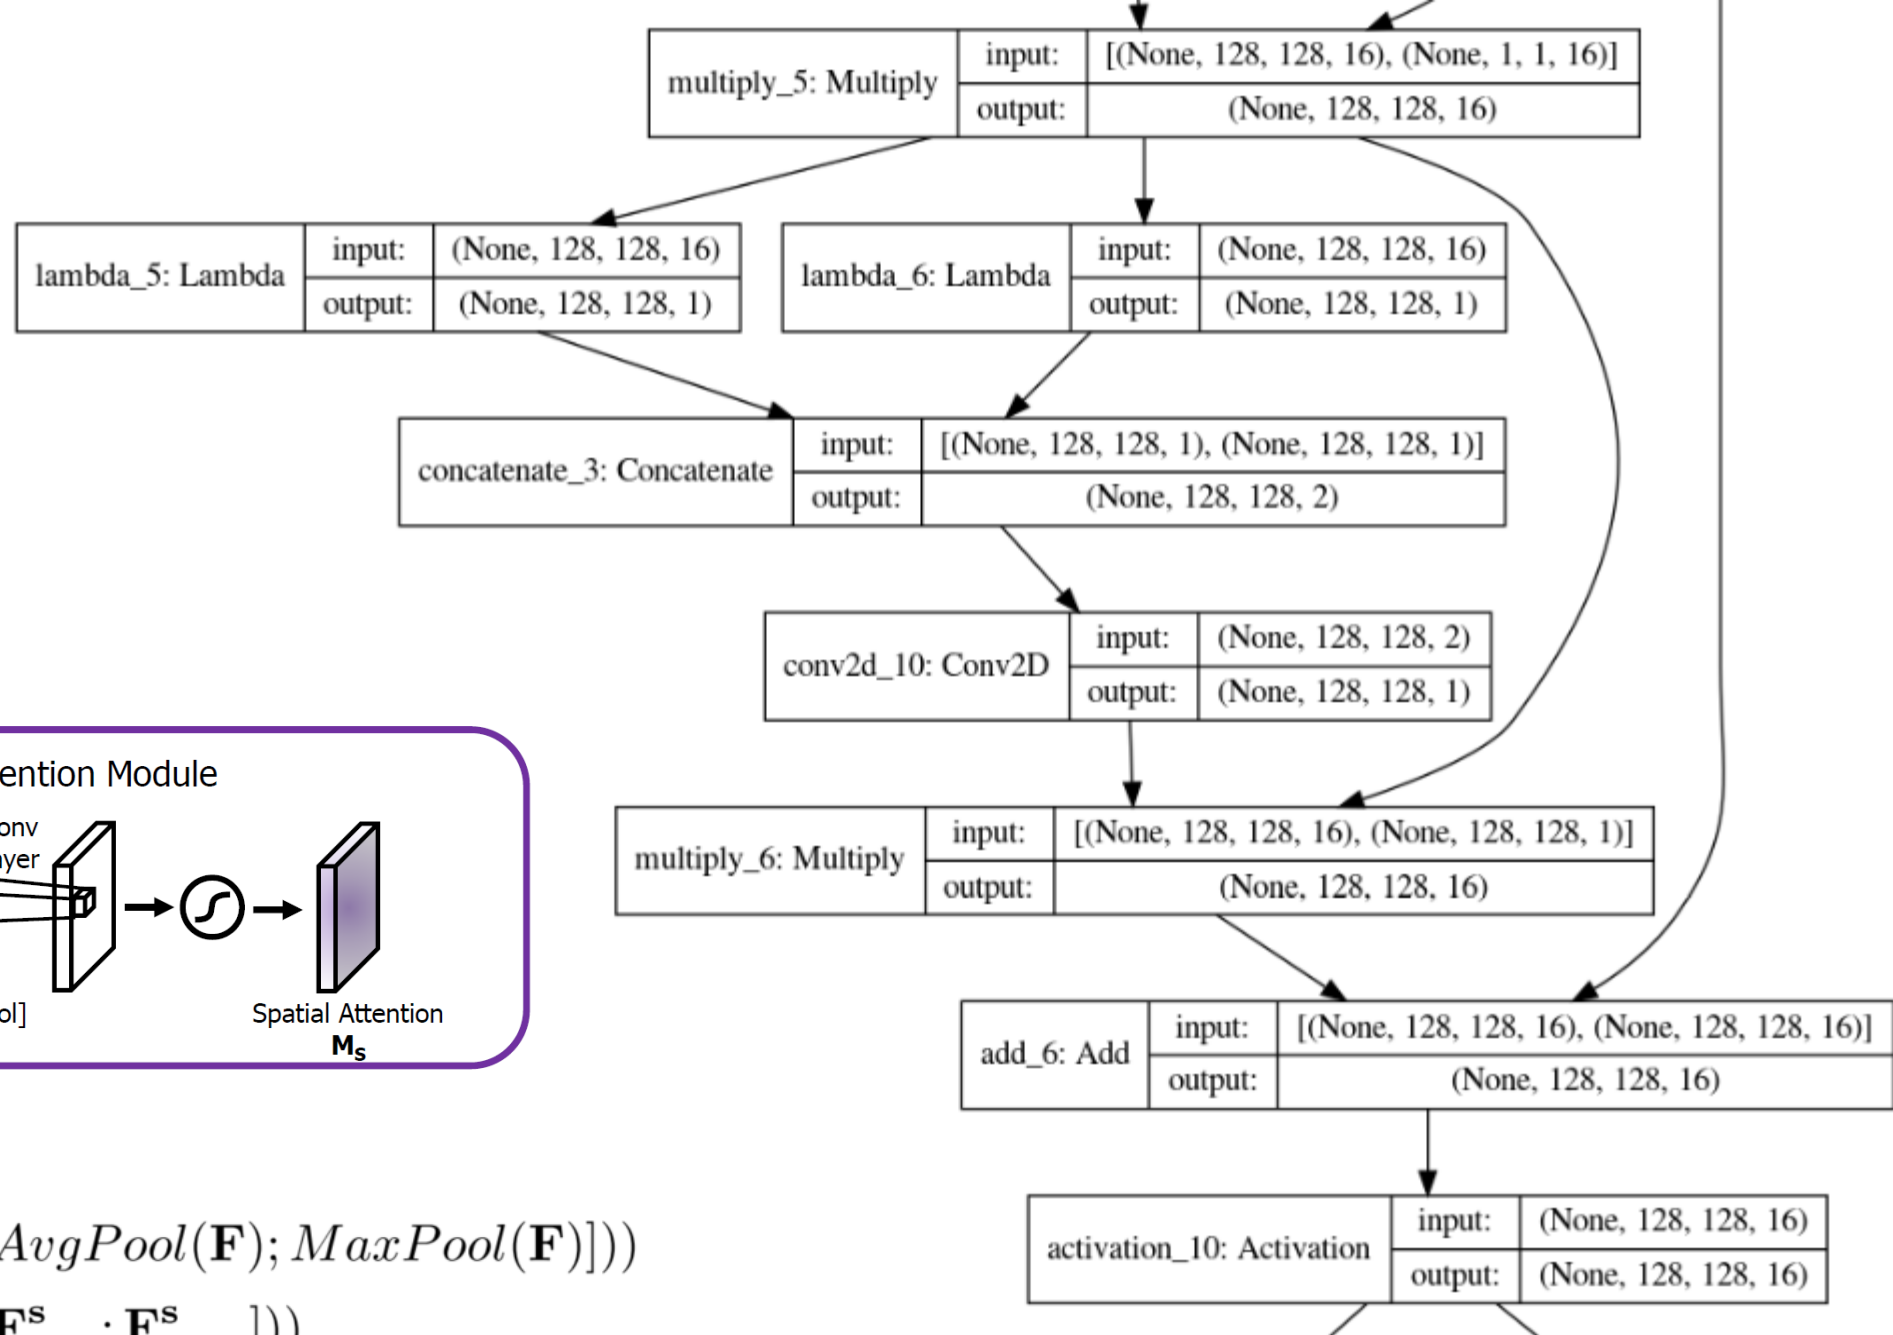 multiply_5: Multiply
input: [(None, 128, 128, 16), (None, 1, 1, 16)]
output: (None, 128, 128, 16)
lambda_5: Lambda
input: (None, 128, 128, 16)
output: (None, 128, 128, 1)
lambda_6: Lambda
input: (None, 128, 128, 16)
output: (None, 128, 128, 1)
concatenate_3: Concatenate
input: [(None, 128, 128, 1), (None, 128, 128, 1)]
output: (None, 128, 128, 2)
conv2d_10: Conv2D
input: (None, 128, 128, 2)
output: (None, 128, 128, 1)
multiply_6: Multiply
input: [(None, 128, 128, 16), (None, 128, 128, 1)]
output: (None, 128, 128, 16)
add_6: Add
input: [(None, 128, 128, 16), (None, 128, 128, 16)]
output: (None, 128, 128, 16)
activation_10: Activation
input: (None, 128, 128, 16)
output: (None, 128, 128, 16)
ention Module
onv
ayer
ol]
Spatial Attention
Ms
AvgPool(F); MaxPool(F)]))